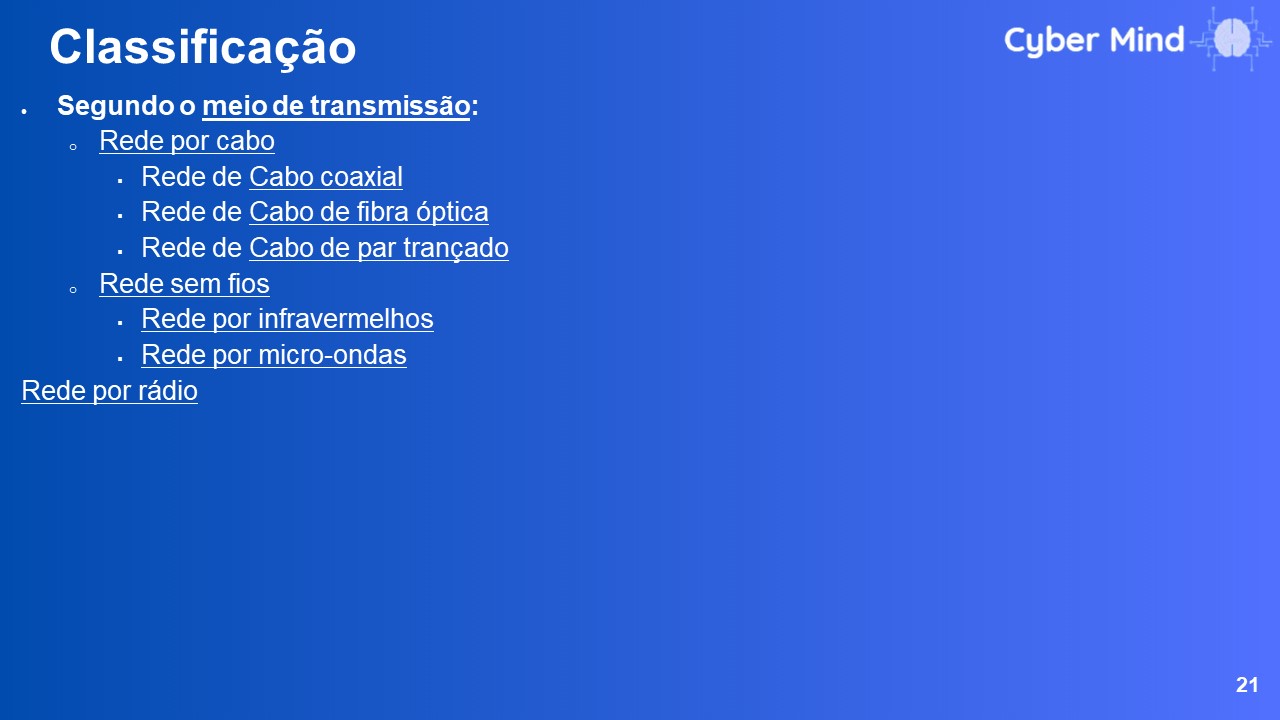 Classificação
Cyber Mind
• Segundo o meio de transmissão:
o Rede por cabo
▪ Rede de Cabo coaxial
▪ Rede de Cabo de fibra óptica
▪ Rede de Cabo de par trançado
o Rede sem fios
▪ Rede por infravermelhos
▪ Rede por micro-ondas
Rede por rádio
21